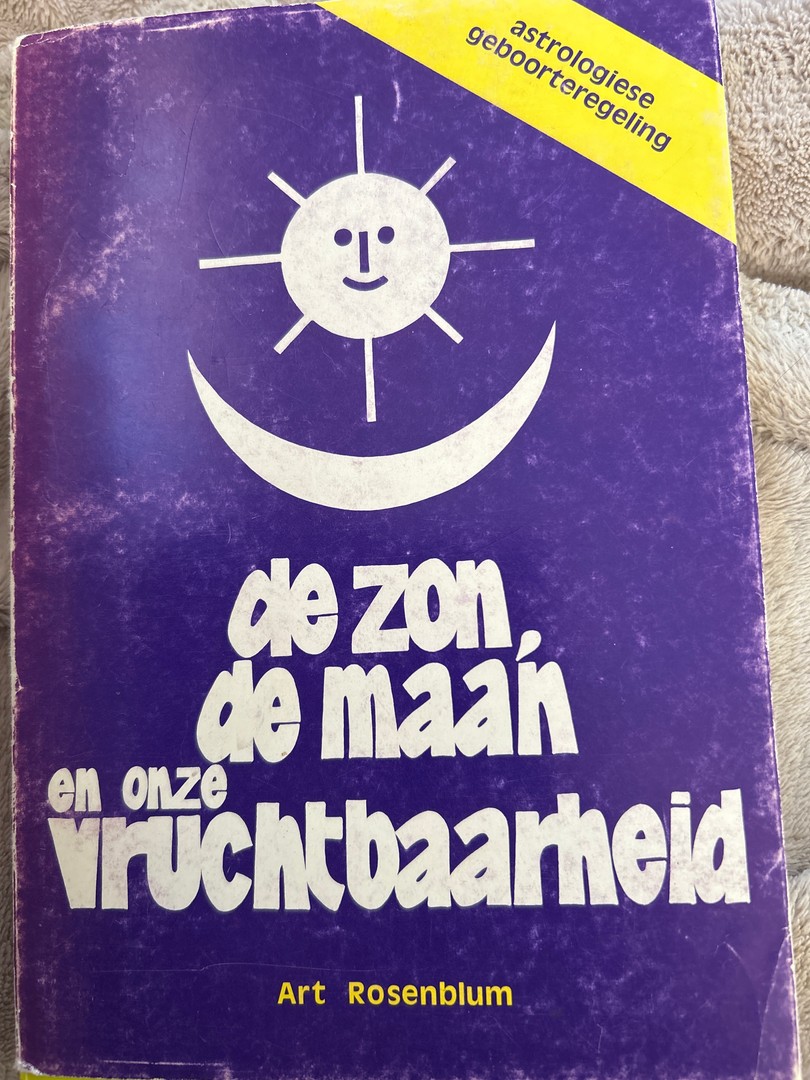 astrologiese
geboorteregeling
de zon,
de maan
en onze
vruchtbaarheid
Art Rosenblum